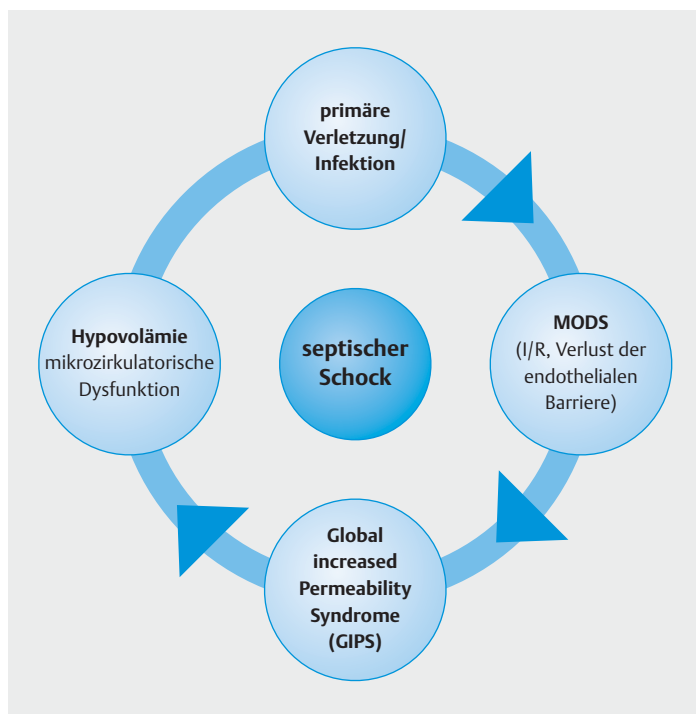 primäre
Verletzung/
Infektion
Hypovolämie
mikrozirkulatorische
Dysfunktion
septischer
Schock
MODS
(I/R, Verlust der
endothelialen
Barriere)
Global
increased
Permeability
Syndrome
(GIPS)